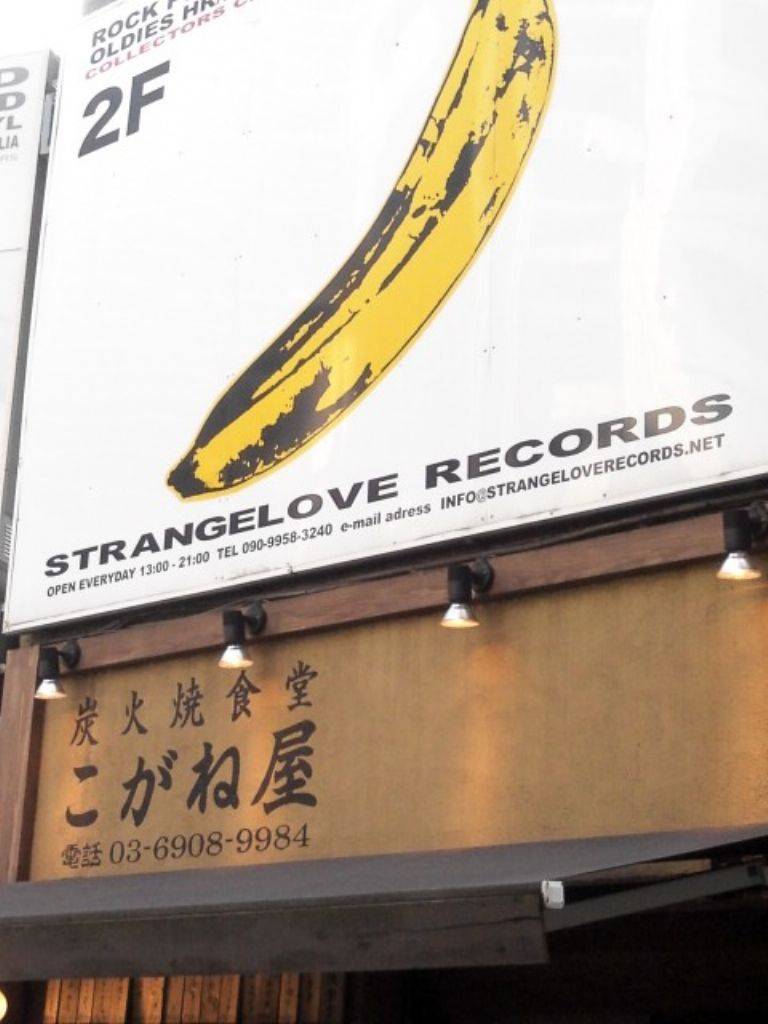 ROCK
OLDIES
COLLECTORS
2F
STRANGELOVE RECORDS
OPEN EVERYDAY 13:00 - 21:00 TEL 090-9958-3240 e-mail adress INFO@STRANGELOVERECORDS.NET
炭火焼食堂
こがね屋
電話 03-6908-9984